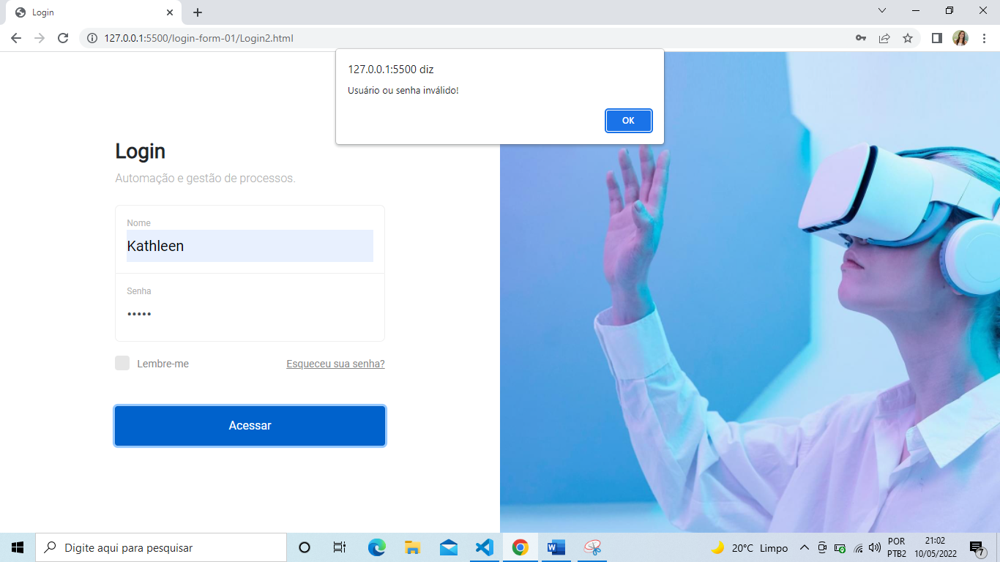 Login
127.0.0.1:5500/login-form-01/Login2.html
127.0.0.1:5500 diz
Usuário ou senha inválido!
OK
Login
Automação e gestão de processos.
Nome
Kathleen
Senha
•••••
Lembre-me
Esqueceu sua senha?
Acessar
Digite aqui para pesquisar
20°C Limpo
POR
PTB2
21:02
10/05/2022
7